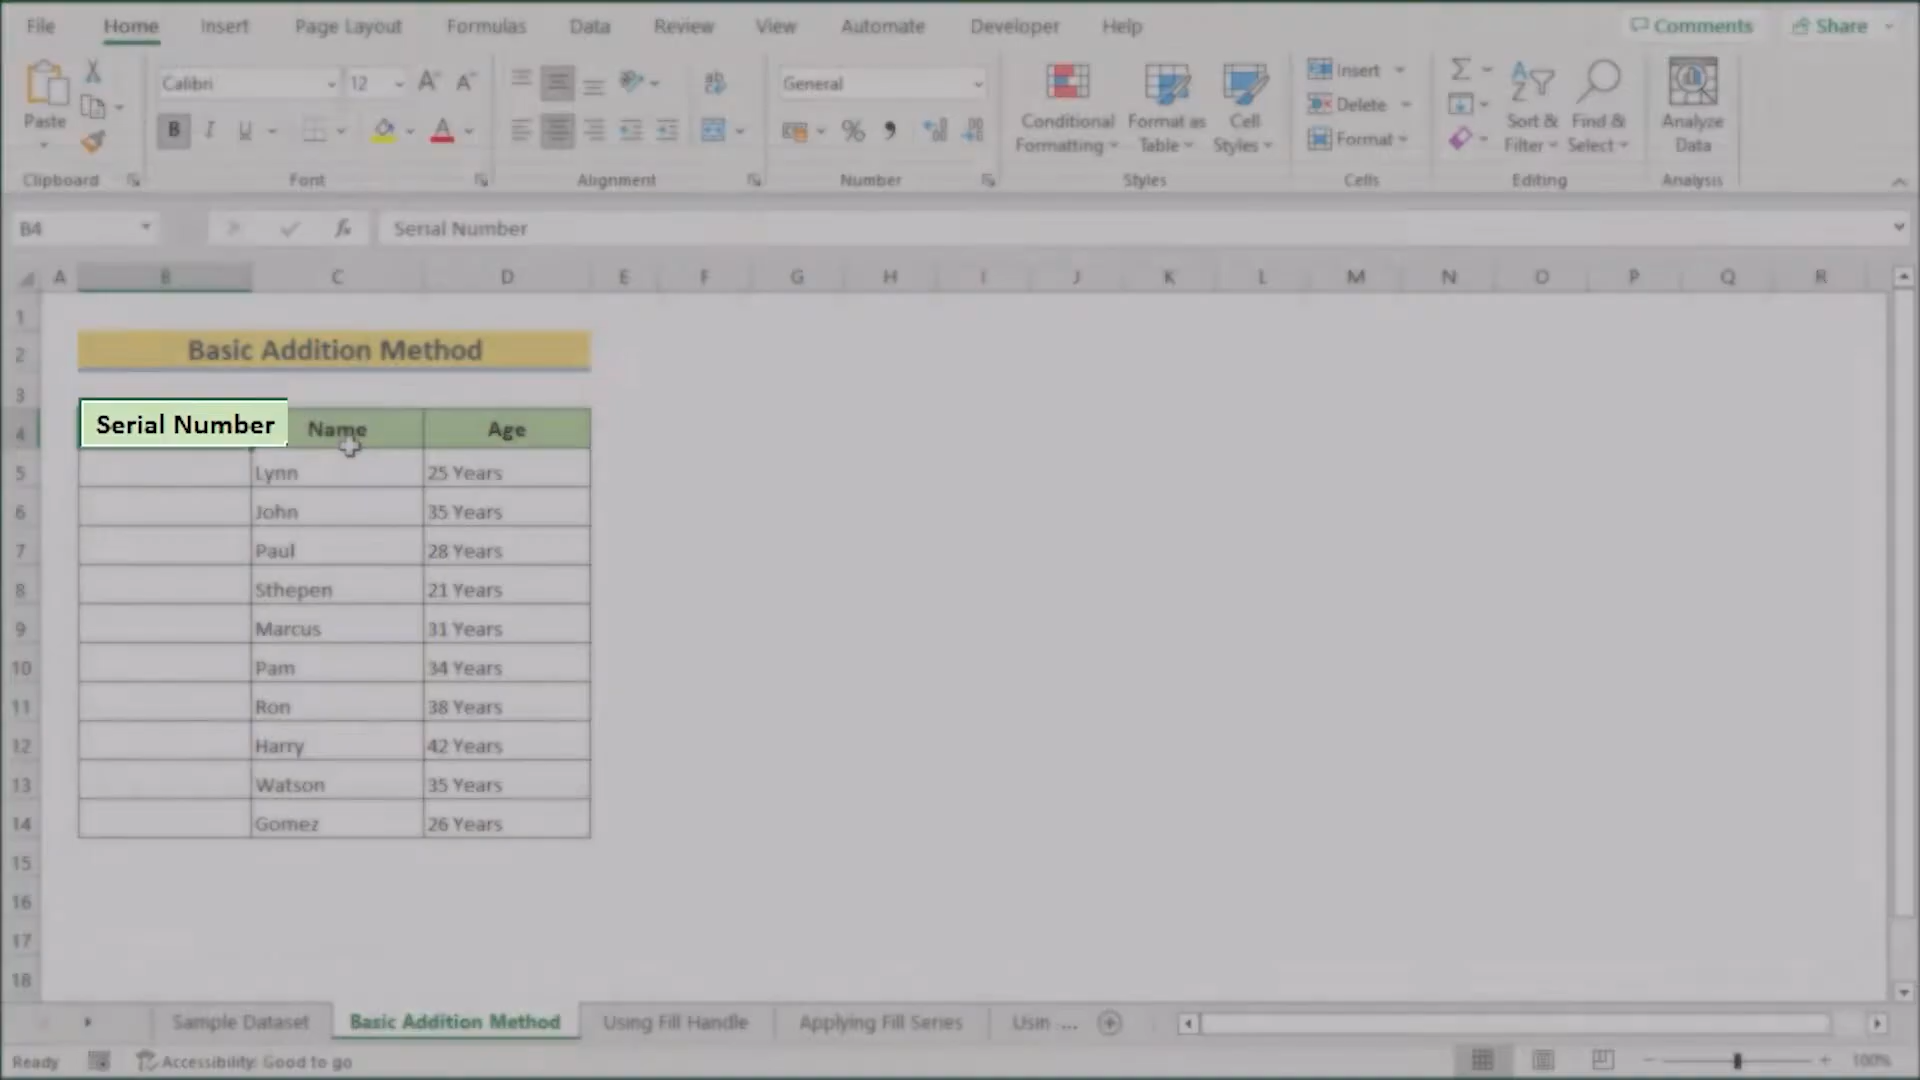 File Home Insert Page Layout Formulas Data Review View Automate Developer Help Comments Share
Calibri 12 General
Paste
B I U
Conditional Formatting
Format as Table
Cell Styles
Insert
Delete
Format
Sort & Filter
Find & Select
Analyze Data
Clipboard Font Alignment Number Styles Cells Editing Analysis
B4 fx Serial Number
A B C D E F G H I J K L M N O P Q R
1
2 Basic Addition Method
3
4 Serial Number Name Age
5 Lynn 25 Years
6 John 35 Years
7 Paul 28 Years
8 Sthepen 21 Years
9 Marcus 31 Years
10 Pam 34 Years
11 Ron 38 Years
12 Harry 42 Years
13 Watson 35 Years
14 Gomez 26 Years
15
16
17
18
Sample Dataset Basic Addition Method Using Fill Handle Applying Fill Series Usin ...
Ready Accessibility: Good to go 100%